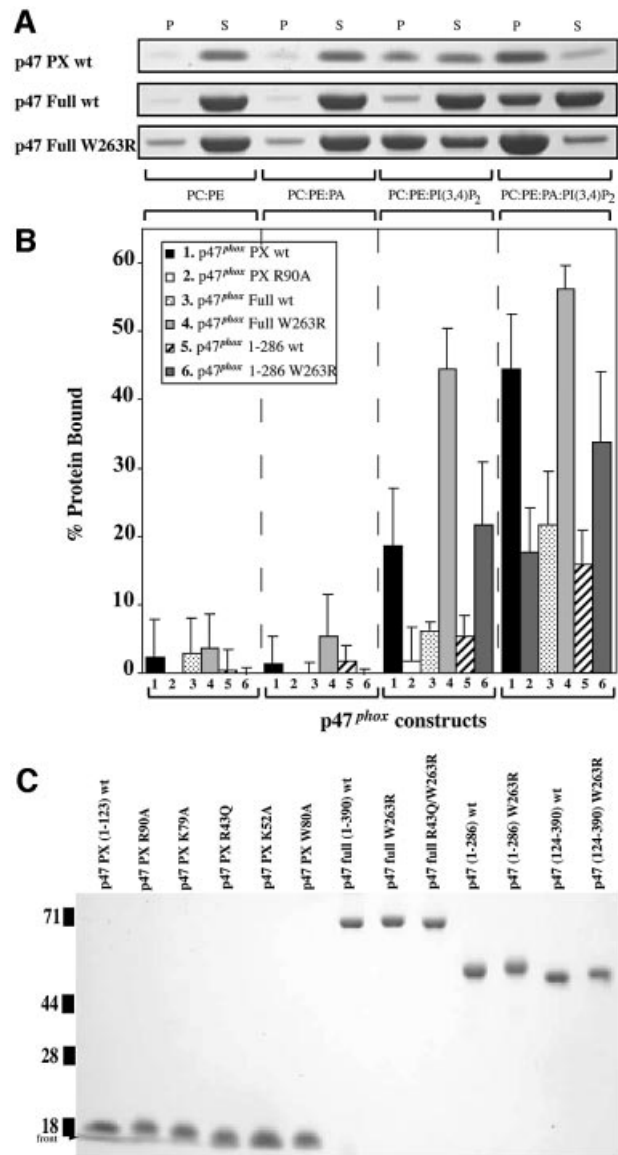 A
P S P S P S P S
p47 PX wt
p47 Full wt
p47 Full W263R
PC:PE PC:PE:PA PC:PE:PI(3,4)P2 PC:PE:PA:PI(3,4)P2
B
1. p47phox PX wt
2. p47phox PX R90A
3. p47phox Full wt
4. p47phox Full W263R
5. p47phox 1-286 wt
6. p47phox 1-286 W263R
% Protein Bound
60
50
40
30
20
10
0
1 2 3 4 5 6 1 2 3 4 5 6 1 2 3 4 5 6 1 2 3 4 5 6
p47phox constructs
C
p47 PX (1-123) wt
p47 PX R90A
p47 PX K79A
p47 PX R43Q
p47 PX K52A
p47 PX W80A
p47 full (1-390) wt
p47 full W263R
p47 full R43Q/W263R
p47 (1-286) wt
p47 (1-286) W263R
p47 (124-390) wt
p47 (124-390) W263R
71
44
28
18
front